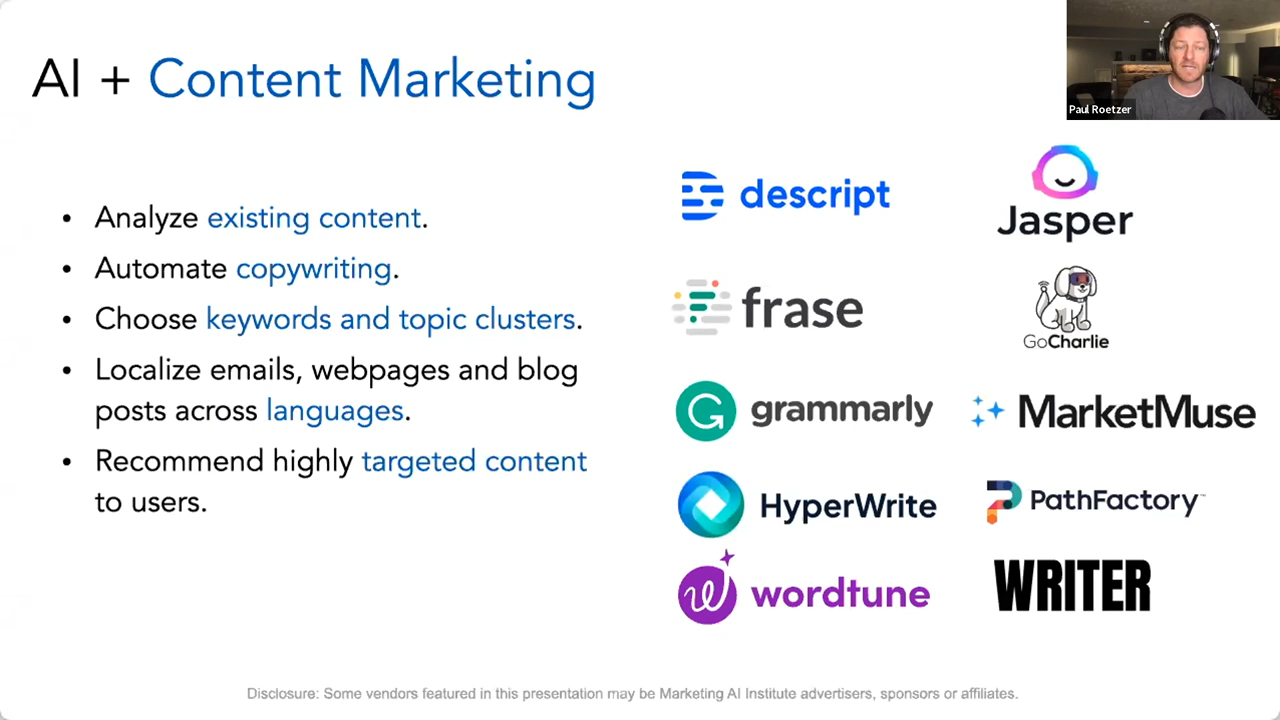 AI + Content Marketing
Paul Roetzer
• Analyze existing content.
• Automate copywriting.
• Choose keywords and topic clusters.
• Localize emails, webpages and blog
posts across languages.
• Recommend highly targeted content
to users.
descript
Jasper
frase
GoCharlie
grammarly
MarketMuse
HyperWrite
PathFactory™
wordtune
WRITER
Disclosure: Some vendors featured in this presentation may be Marketing AI Institute advertisers, sponsors or affiliates.